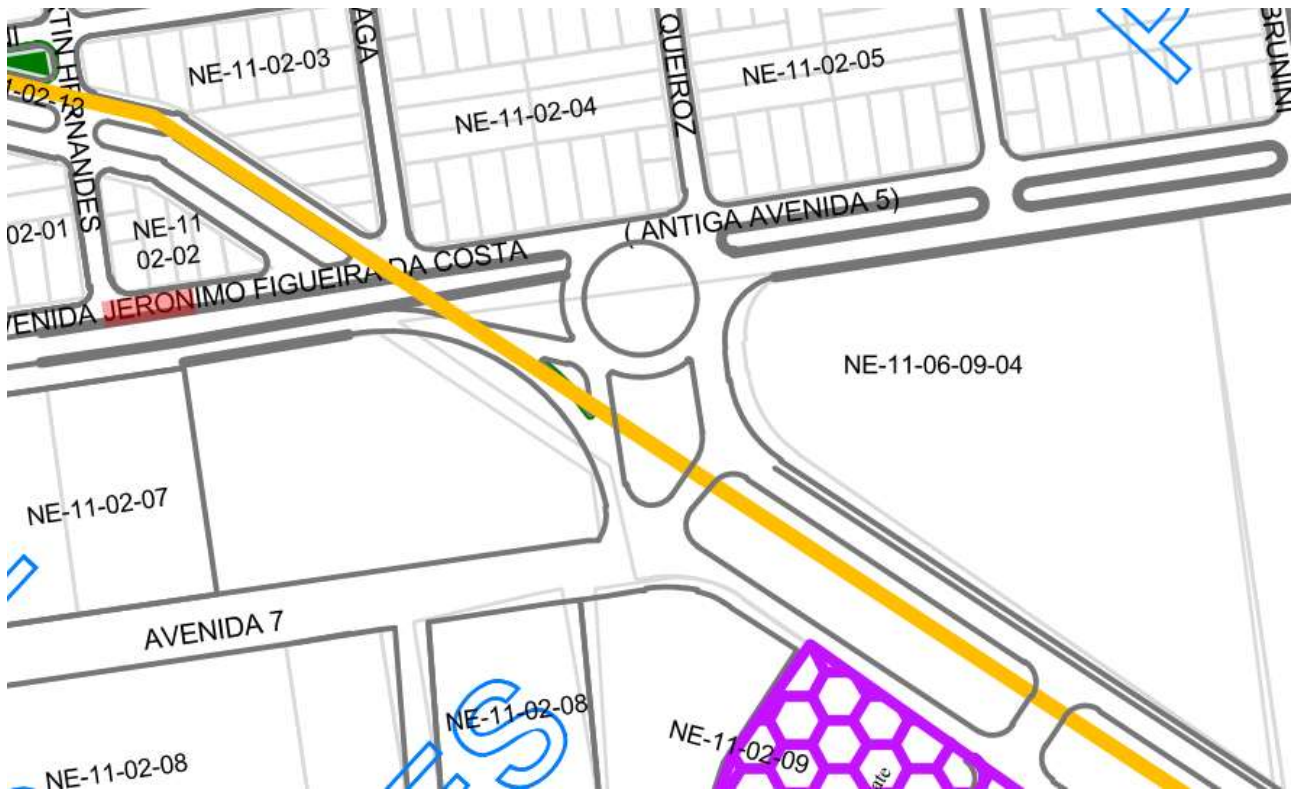 NE-11-02-03
NE-11-02-04
NE-11-02-05
QUEIROZ
BRUNINI
NE-11
02-02
02-01
( ANTIGA AVENIDA 5)
VENIDA JERONIMO FIGUEIRA DA COSTA
NE-11-06-09-04
NE-11-02-07
AVENIDA 7
NE-11-02-08
NE-11-02-08
NE-11-02-09